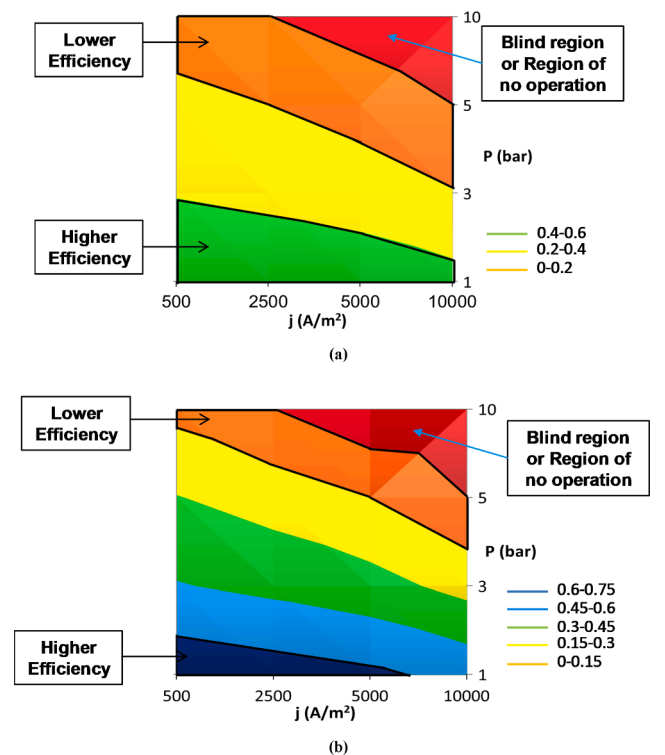 10
Lower
Efficiency
Blind region
or Region of
no operation
5
P (bar)
3
Higher
Efficiency
0.4-0.6
0.2-0.4
0-0.2
1
500
2500
5000
10000
j (A/m²)
(a)
Lower
Efficiency
10
Blind region
or Region of
no operation
5
P (bar)
3
0.6-0.75
0.45-0.6
0.3-0.45
0.15-0.3
0-0.15
Higher
Efficiency
1
500
2500
5000
10000
j (A/m²)
(b)